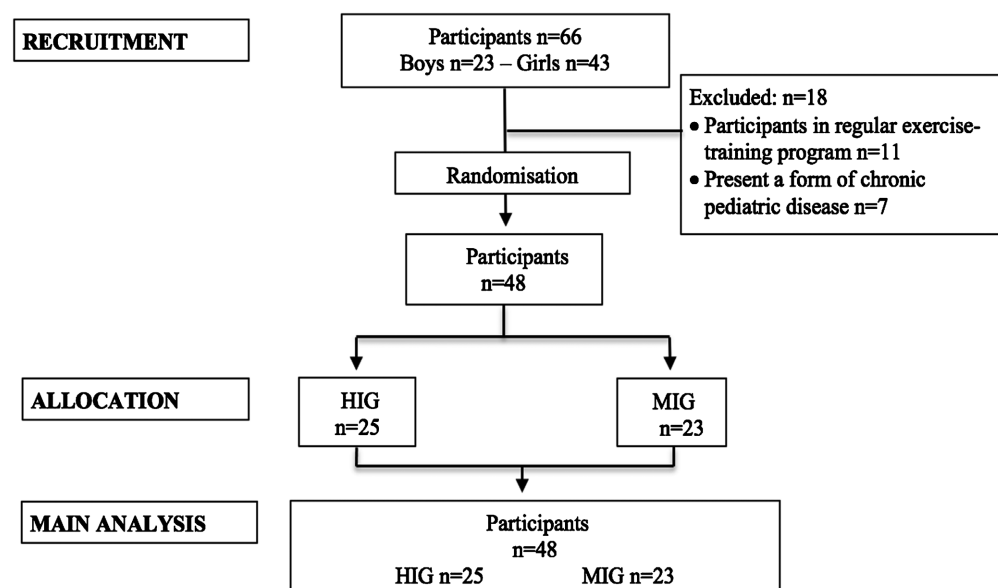 RECRUITMENT
Participants n=66
Boys n=23 – Girls n=43
Excluded: n=18
• Participants in regular exercise-
training program n=11
• Present a form of chronic
pediatric disease n=7
Randomisation
Participants
n=48
ALLOCATION
HIG
n=25
MIG
n=23
MAIN ANALYSIS
Participants
n=48
HIG n=25 MIG n=23